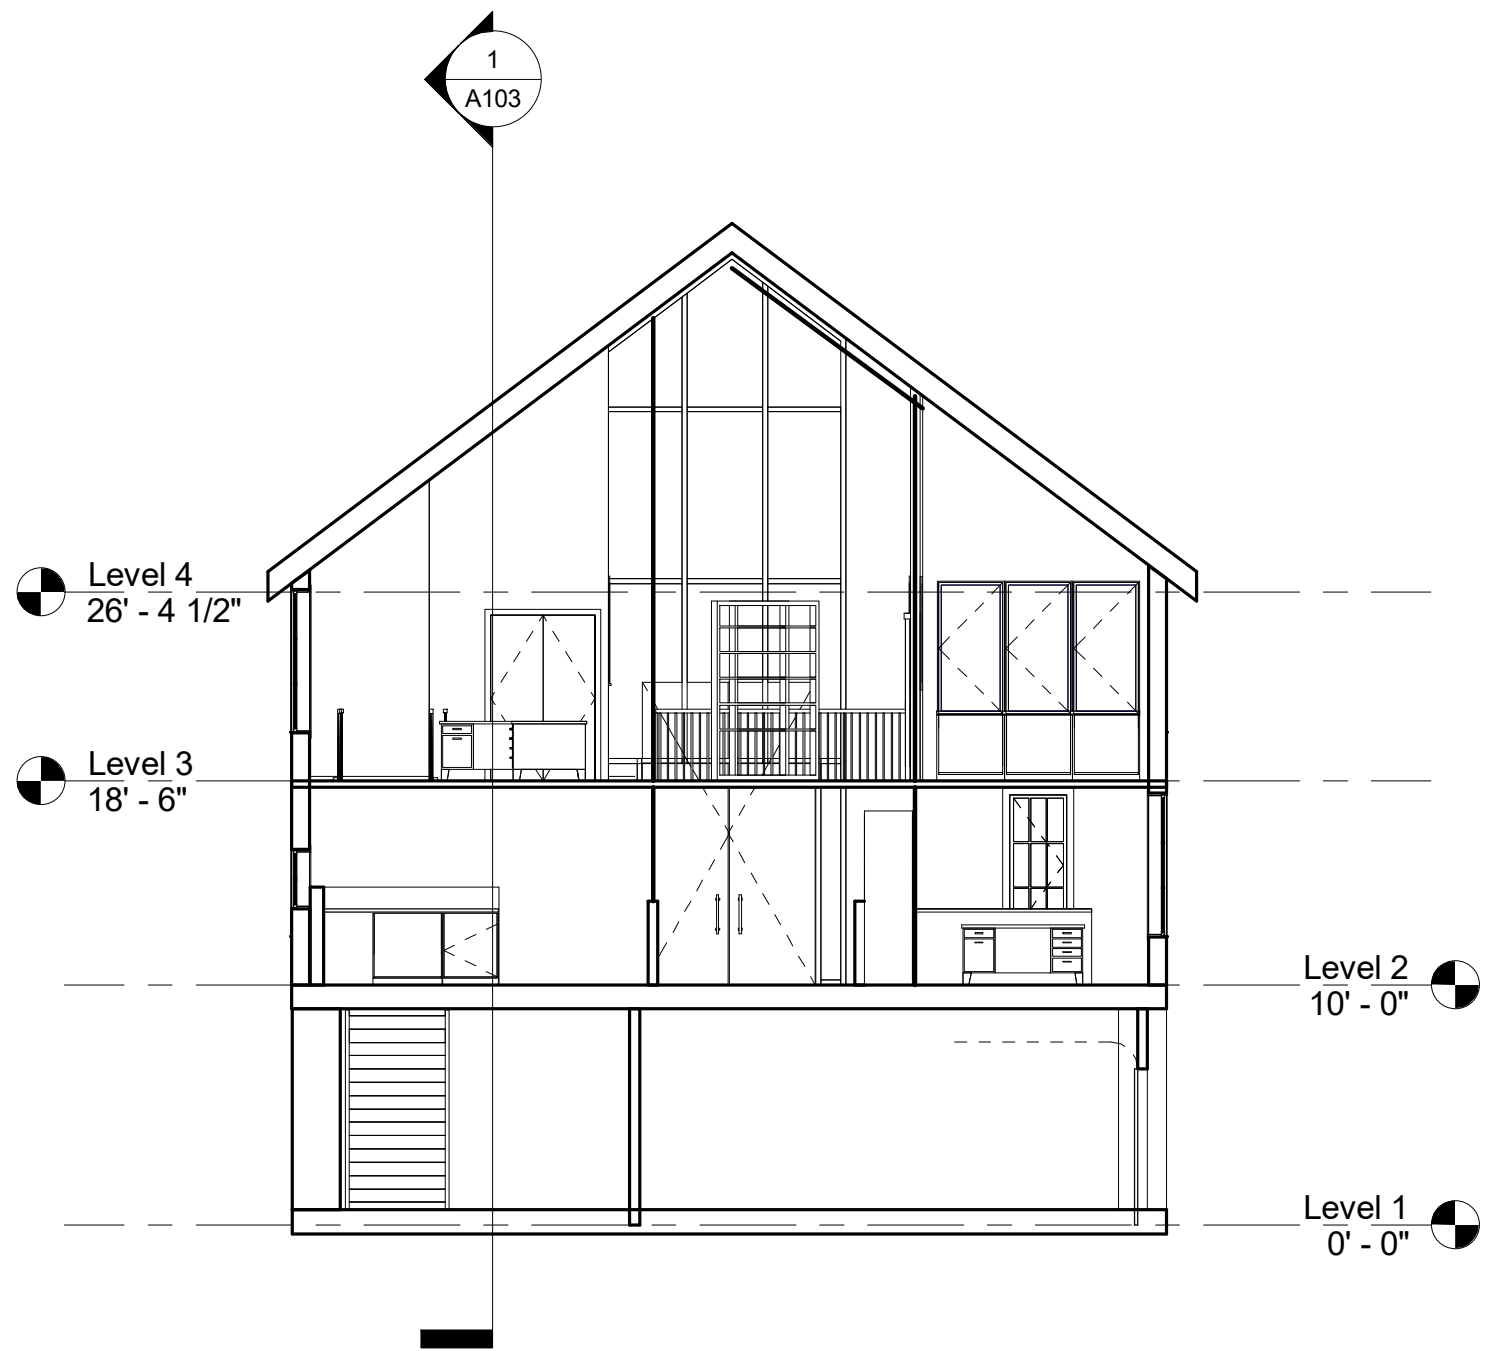 1
A103
Level 4
26' - 4 1/2"
Level 3
18' - 6"
Level 2
10' - 0"
Level 1
0' - 0"